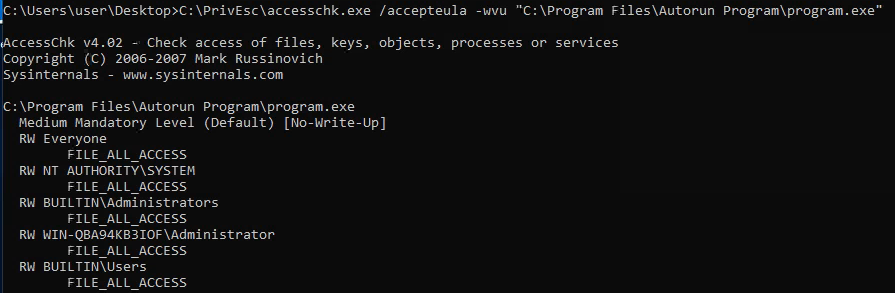 C:\Users\user\Desktop>C:\PrivEsc\accesschk.exe /accepteula -wvu "C:\Program Files\Autorun Program\program.exe"
AccessChk v4.02 - Check access of files, keys, objects, processes or services
Copyright (C) 2006-2007 Mark Russinovich
Sysinternals - www.sysinternals.com
C:\Program Files\Autorun Program\program.exe
  Medium Mandatory Level (Default) [No-Write-Up]
  RW Everyone
        FILE_ALL_ACCESS
  RW NT AUTHORITY\SYSTEM
        FILE_ALL_ACCESS
  RW BUILTIN\Administrators
        FILE_ALL_ACCESS
  RW WIN-QBA94KB3IOF\Administrator
        FILE_ALL_ACCESS
  RW BUILTIN\Users
        FILE_ALL_ACCESS